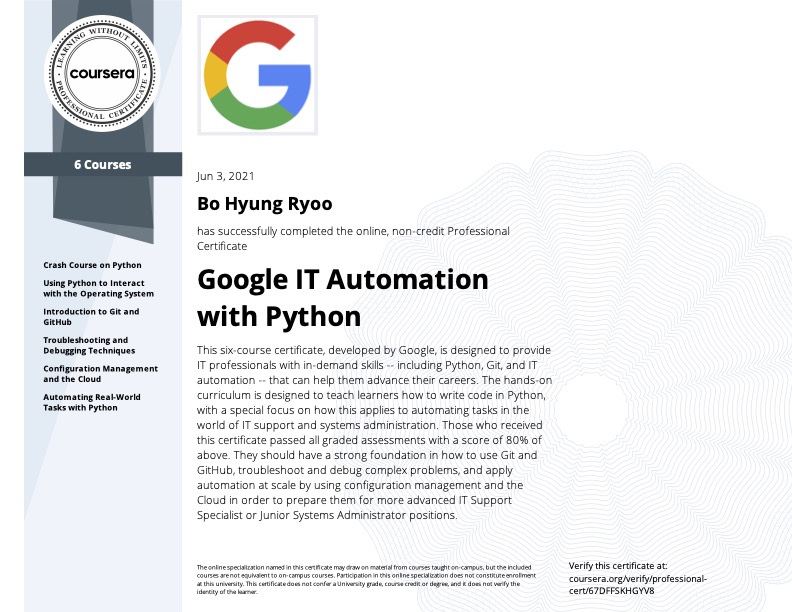 LEARNING WITHOUT LIMITS
coursera
PROFESSIONAL CERTIFICATE
6 Courses
Crash Course on Python
Using Python to Interact
with the Operating System
Introduction to Git and
GitHub
Troubleshooting and
Debugging Techniques
Configuration Management
and the Cloud
Automating Real-World
Tasks with Python
Jun 3, 2021
Bo Hyung Ryoo
has successfully completed the online, non-credit Professional
Certificate
Google IT Automation
with Python
This six-course certificate, developed by Google, is designed to provide
IT professionals with in-demand skills -- including Python, Git, and IT
automation -- that can help them advance their careers. The hands-on
curriculum is designed to teach learners how to write code in Python,
with a special focus on how this applies to automating tasks in the
world of IT support and systems administration. Those who received
this certificate passed all graded assessments with a score of 80% of
above. They should have a strong foundation in how to use Git and
GitHub, troubleshoot and debug complex problems, and apply
automation at scale by using configuration management and the
Cloud in order to prepare them for more advanced IT Support
Specialist or Junior Systems Administrator positions.
The online specialization named in this certificate may draw on material from courses taught on-campus, but the included
courses are not equivalent to on-campus courses. Participation in this online specialization does not constitute enrollment
at this university. This certificate does not confer a University grade, course credit or degree, and it does not verify the
identity of the learner.
Verify this certificate at:
coursera.org/verify/professional-
cert/67DFFSKHGYV8